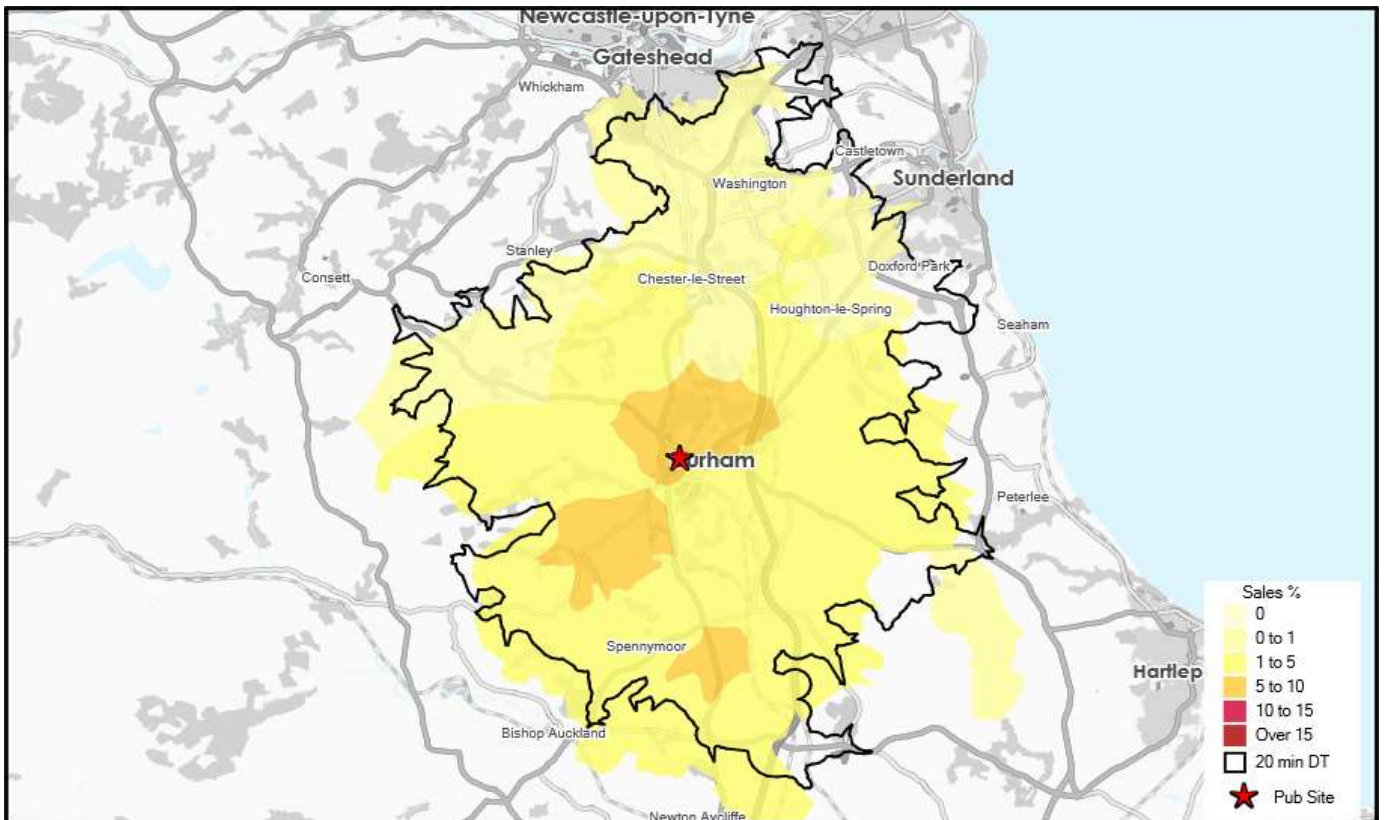 Newcastle-upon-Tyne
Gateshead
Whickham
Castletown
Washington
Sunderland
Stanley
Consett
Chester-le-Street
Doxford Park
Houghton-le-Spring
Seaham
urham
Peterlee
Spennymoor
Hartlep
Bishop Auckland
Newton Aycliffe
Sales %
0
0 to 1
1 to 5
5 to 10
10 to 15
Over 15
20 min DT
Pub Site